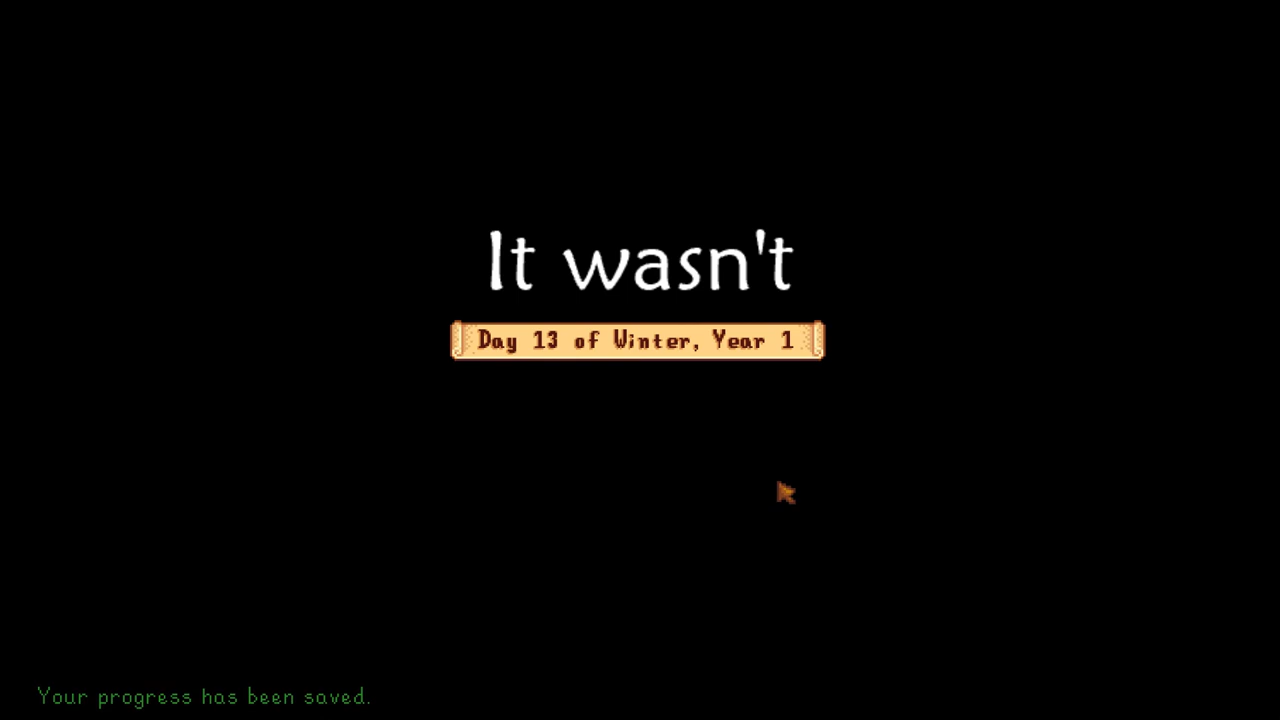 It wasn't
Day 13 of Winter, Year 1
Your progress has been saved.